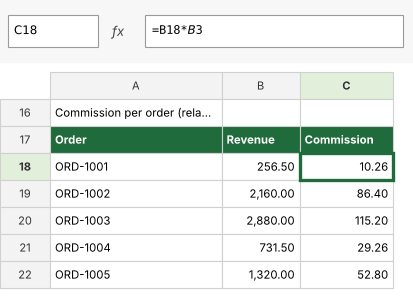 C18 fx =B18*B3
A B C
16 Commission per order (rela...
17 Order Revenue Commission
18 ORD-1001 256.50 10.26
19 ORD-1002 2,160.00 86.40
20 ORD-1003 2,880.00 115.20
21 ORD-1004 731.50 29.26
22 ORD-1005 1,320.00 52.80